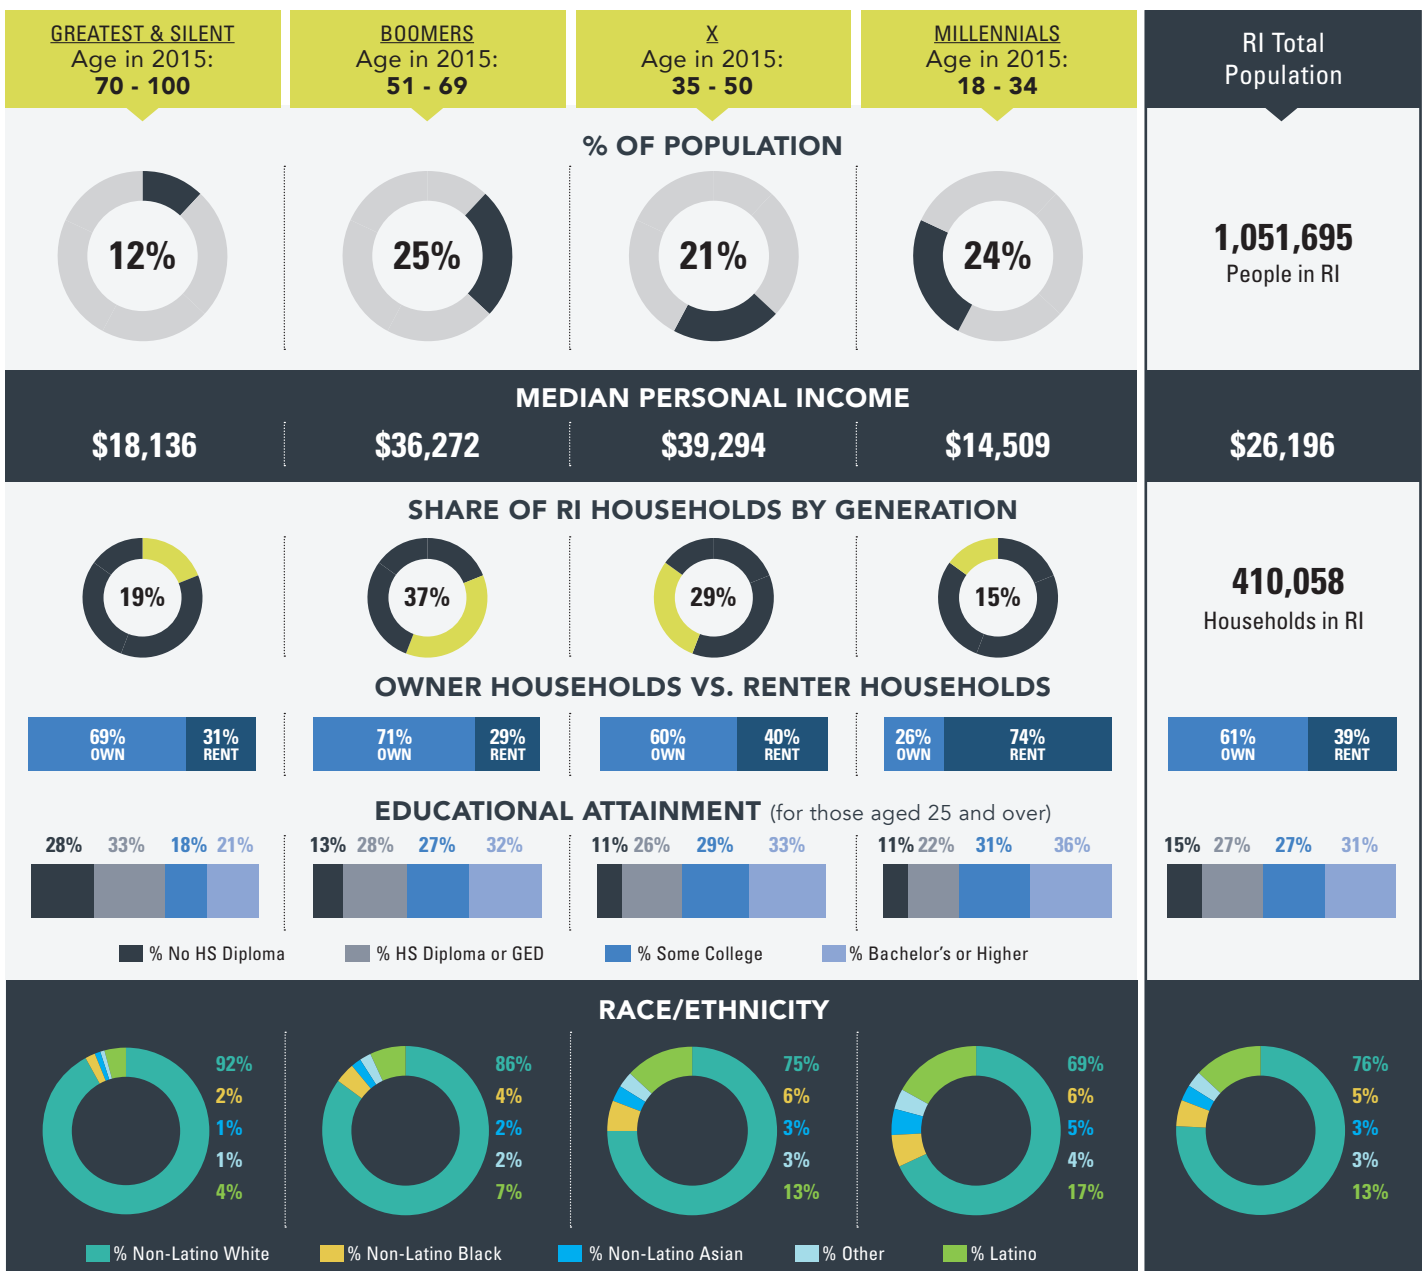 GREATEST & SILENT
Age in 2015:
70 - 100
BOOMERS
Age in 2015:
51 - 69
X
Age in 2015:
35 - 50
MILLENNIALS
Age in 2015:
18 - 34
RI Total
Population
% OF POPULATION
12%
25%
21%
24%
1,051,695
People in RI
MEDIAN PERSONAL INCOME
$18,136
$36,272
$39,294
$14,509
$26,196
SHARE OF RI HOUSEHOLDS BY GENERATION
19%
37%
29%
15%
410,058
Households in RI
OWNER HOUSEHOLDS VS. RENTER HOUSEHOLDS
69%
OWN
31%
RENT
71%
OWN
29%
RENT
60%
OWN
40%
RENT
26%
OWN
74%
RENT
61%
OWN
39%
RENT
EDUCATIONAL ATTAINMENT (for those aged 25 and over)
28% 33% 18% 21%
13% 28% 27% 32%
11% 26% 29% 33%
11% 22% 31% 36%
15% 27% 27% 31%
% No HS Diploma
% HS Diploma or GED
% Some College
% Bachelor's or Higher
RACE/ETHNICITY
92%
2%
1%
1%
4%
86%
4%
2%
2%
7%
75%
6%
3%
3%
13%
69%
6%
5%
4%
17%
76%
5%
3%
3%
13%
% Non-Latino White
% Non-Latino Black
% Non-Latino Asian
% Other
% Latino